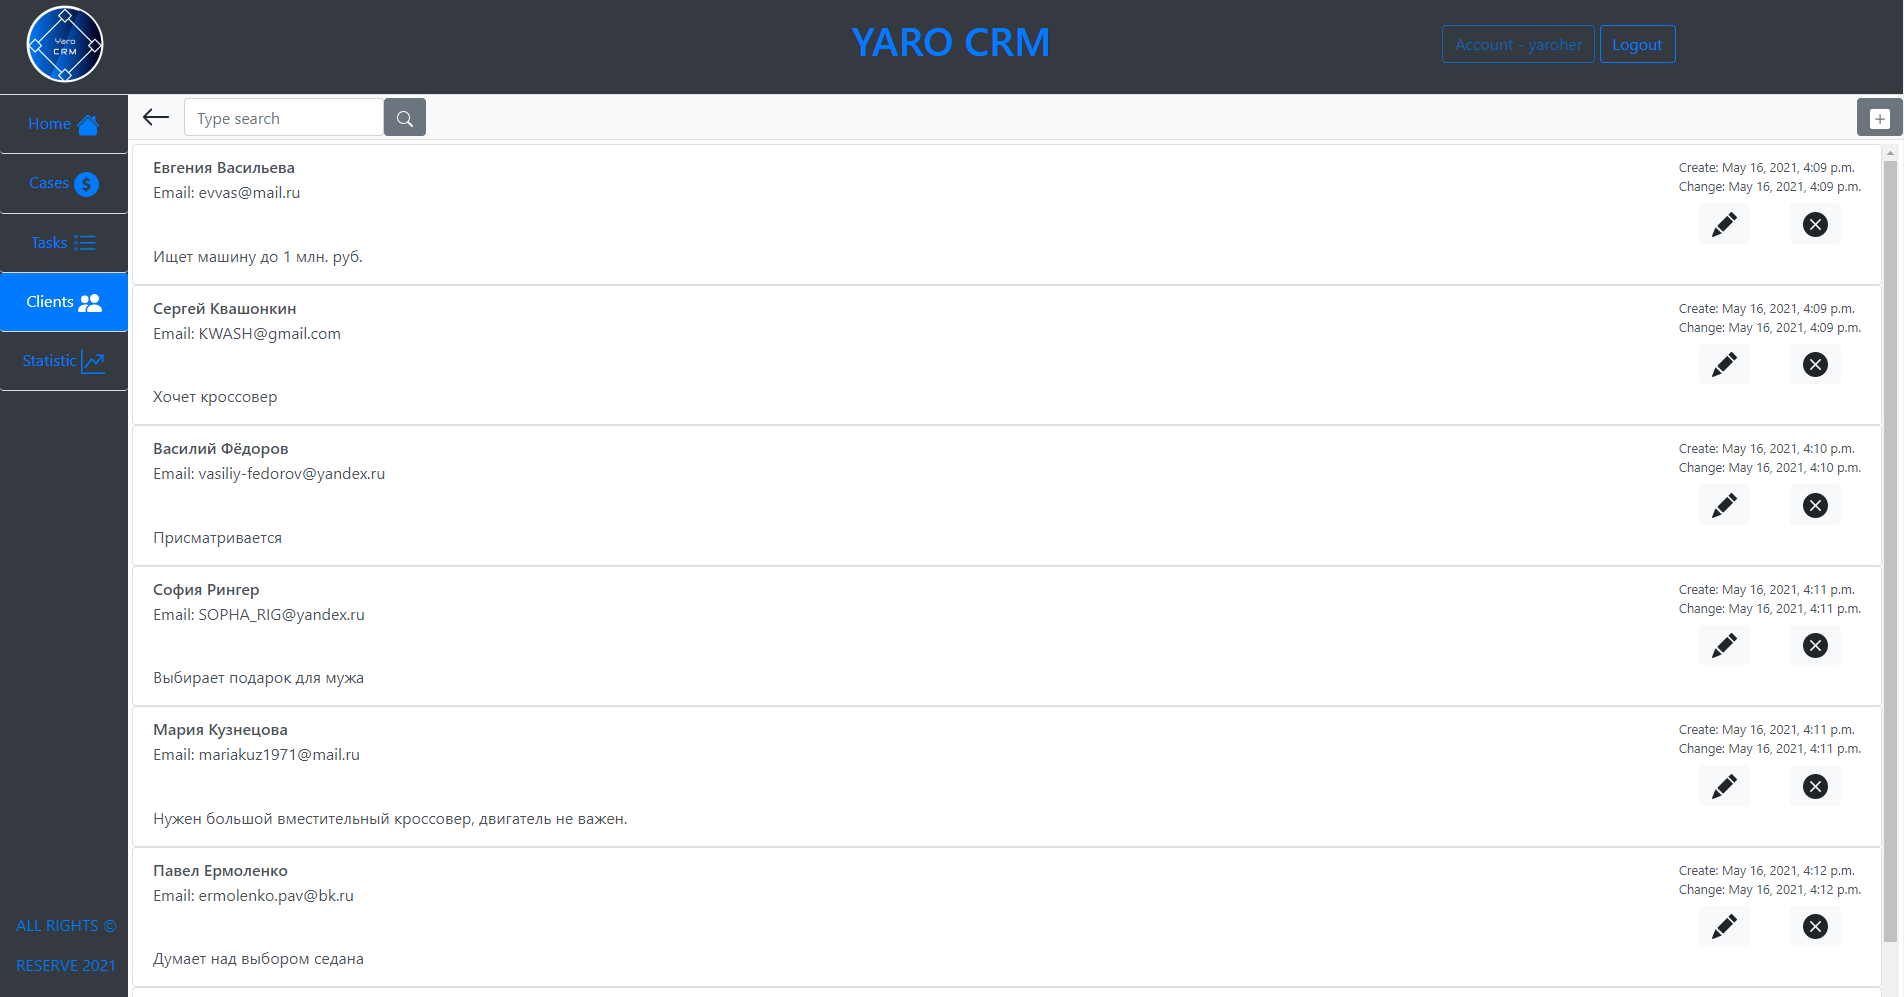 Yaro
CRM
YARO CRM
Account - yaroher
Logout
Home
Cases
Tasks
Clients
Statistic
ALL RIGHTS ©
RESERVE 2021
Type search
Евгения Васильева
Email: evvas@mail.ru
Ищет машину до 1 млн. руб.
Create: May 16, 2021, 4:09 p.m.
Change: May 16, 2021, 4:09 p.m.
Сергей Квашонкин
Email: KWASH@gmail.com
Хочет кроссовер
Create: May 16, 2021, 4:09 p.m.
Change: May 16, 2021, 4:09 p.m.
Василий Фёдоров
Email: vasiliy-fedorov@yandex.ru
Присматривается
Create: May 16, 2021, 4:10 p.m.
Change: May 16, 2021, 4:10 p.m.
София Рингер
Email: SOPHA_RIG@yandex.ru
Выбирает подарок для мужа
Create: May 16, 2021, 4:11 p.m.
Change: May 16, 2021, 4:11 p.m.
Мария Кузнецова
Email: mariakuz1971@mail.ru
Нужен большой вместительный кроссовер, двигатель не важен.
Create: May 16, 2021, 4:11 p.m.
Change: May 16, 2021, 4:11 p.m.
Павел Ермоленко
Email: ermolenko.pav@bk.ru
Думает над выбором седана
Create: May 16, 2021, 4:12 p.m.
Change: May 16, 2021, 4:12 p.m.